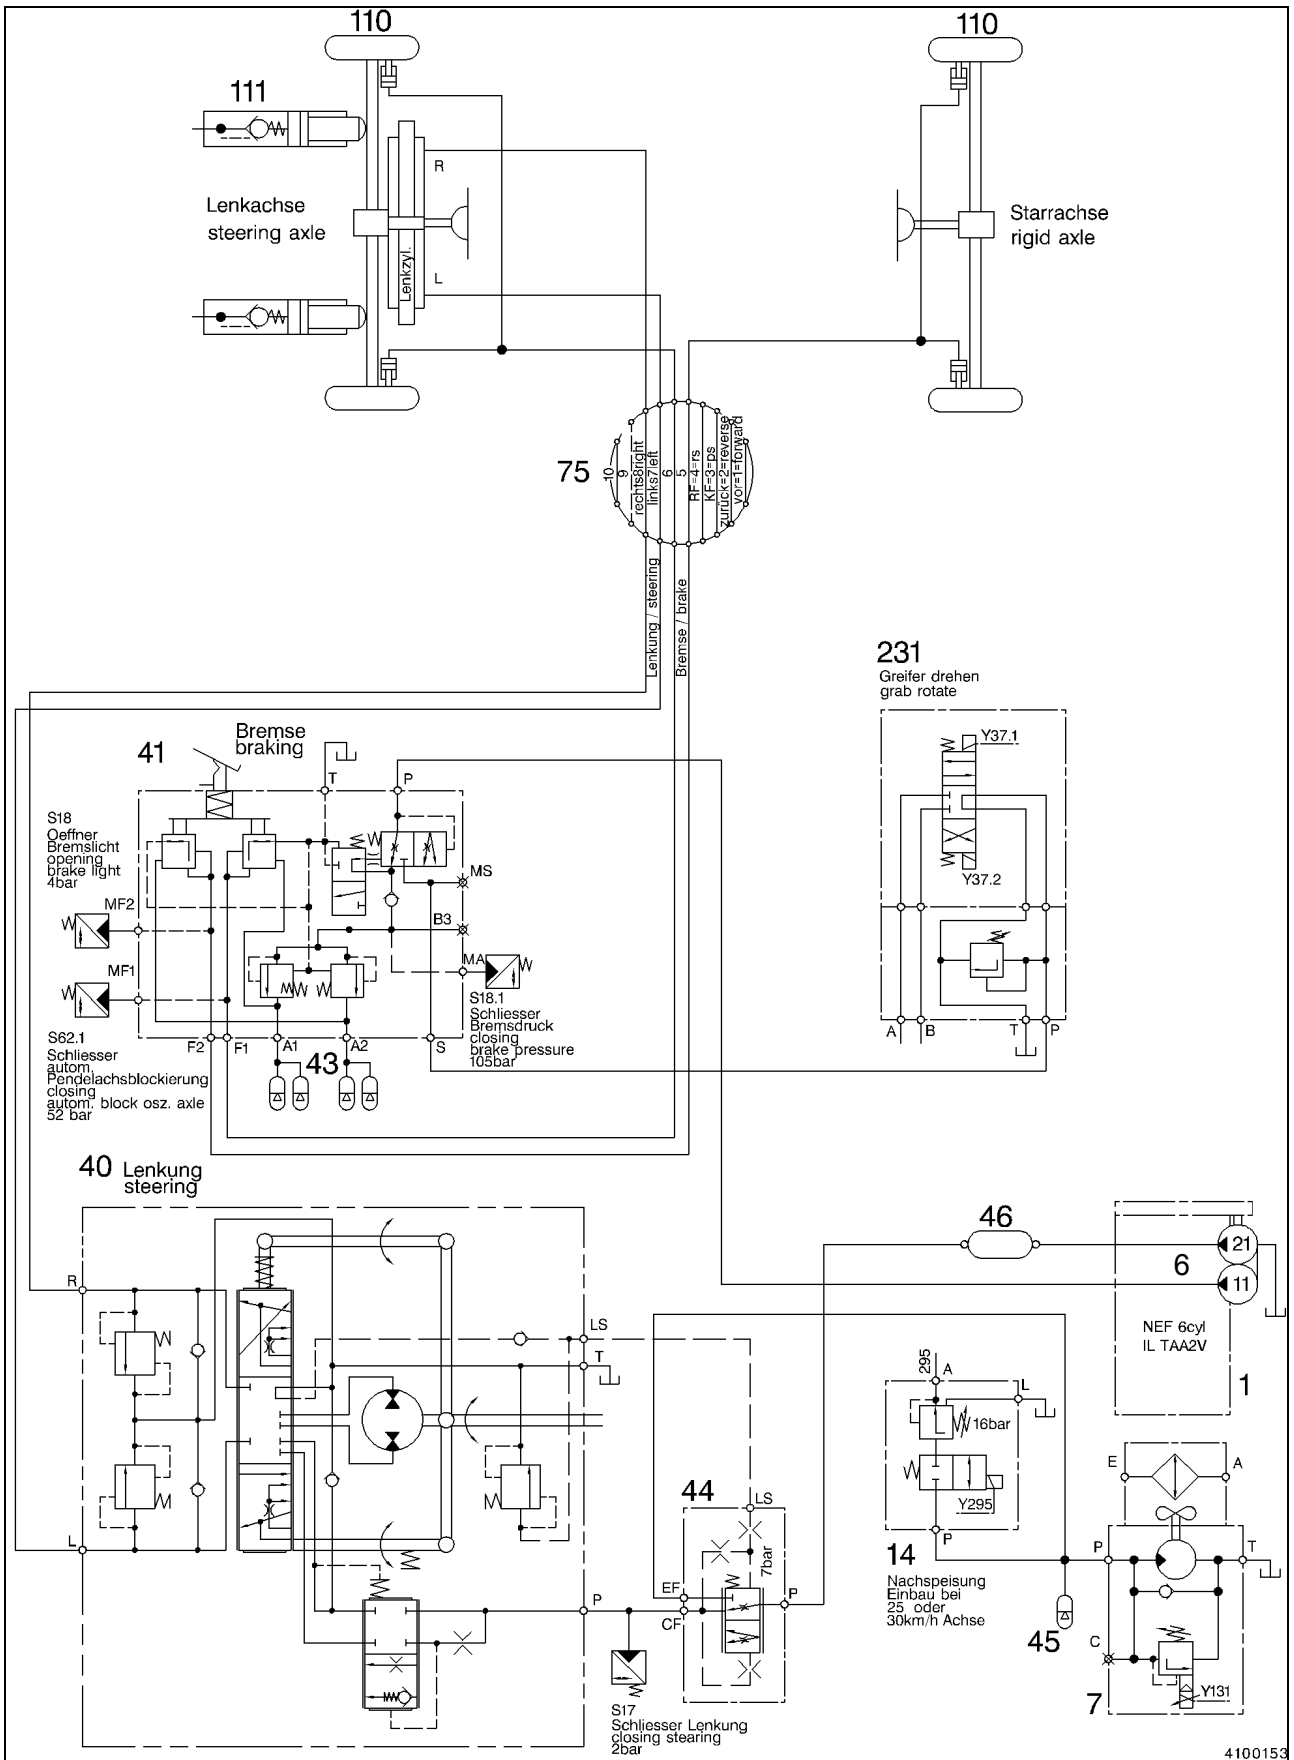 110
110
111
R
Lenkachse
steering axle
Lenkzyl.
L
Starrachse
rigid axle
75
10
9
rechts8right
links7left
6
5
RF=4=rs
KF=3=ps
zurück=2=reverse
vor=1=forward
Lenkung / steering
Bremse / brake
231
Greifer drehen
grab rotate
Y37.1
Y37.2
A
B
T
P
41
Bremse
braking
T
P
S18
Oeffner
Bremslicht
opening
brake light
4bar
MF2
MF1
MS
B3
MA
S18.1
Schliesser
Bremsdruck
closing
brake pressure
105bar
S62.1
Schliesser
autom.
Pendelachsblockierung
closing
autom. block osz. axle
52 bar
F2
F1
A1
43
A2
S
40
Lenkung
steering
R
L
LS
T
P
46
21
6
11
NEF 6cyl
IL TAA2V
1
295
A
L
16bar
Y295
P
14
Nachspeisung
Einbau bei
25 oder
30km/h Achse
44
LS
7bar
EF
CF
P
S17
Schliesser Lenkung
closing stearing
2bar
45
E
A
P
T
C
Y131
7
4100153